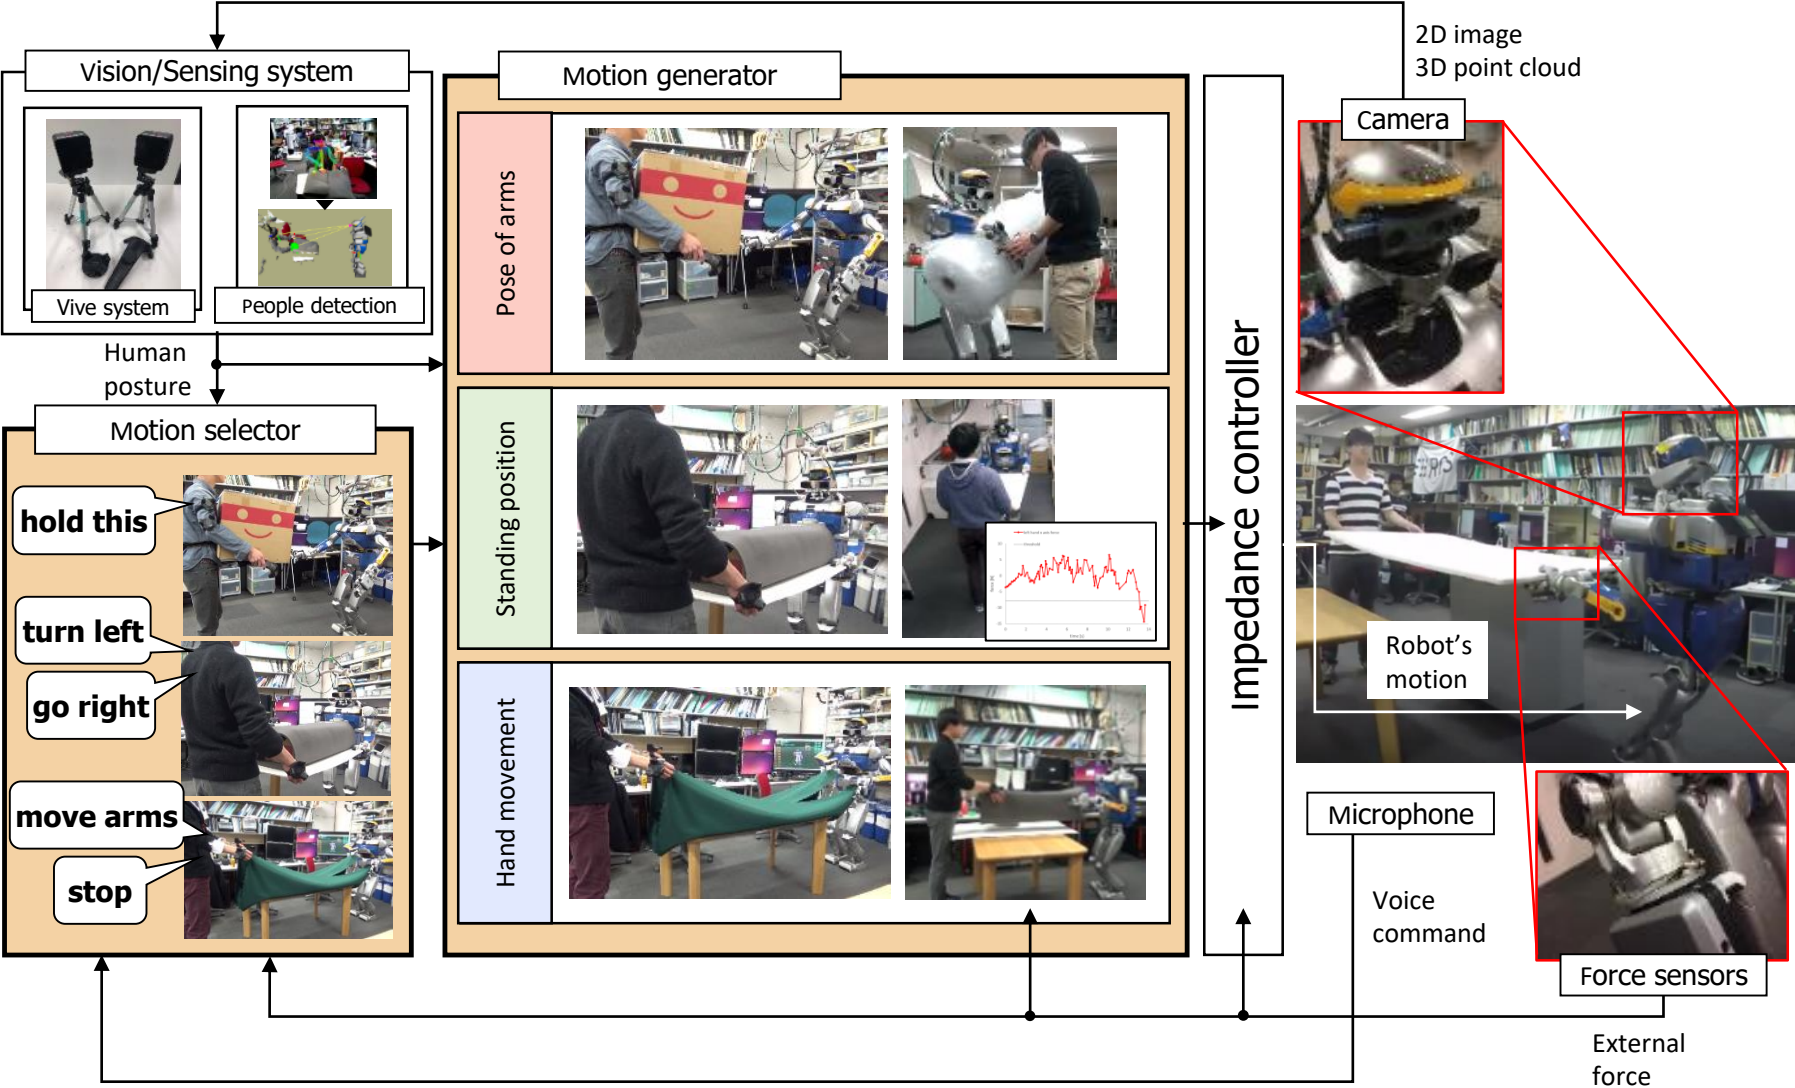 2D image
3D point cloud
Vision/Sensing system
Motion generator
Camera
Vive system
People detection
Pose of arms
Human
posture
Motion selector
hold this
turn left
go right
move arms
stop
Standing position
Hand movement
Impedance controller
Robot's
motion
Microphone
Voice
command
Force sensors
External
force